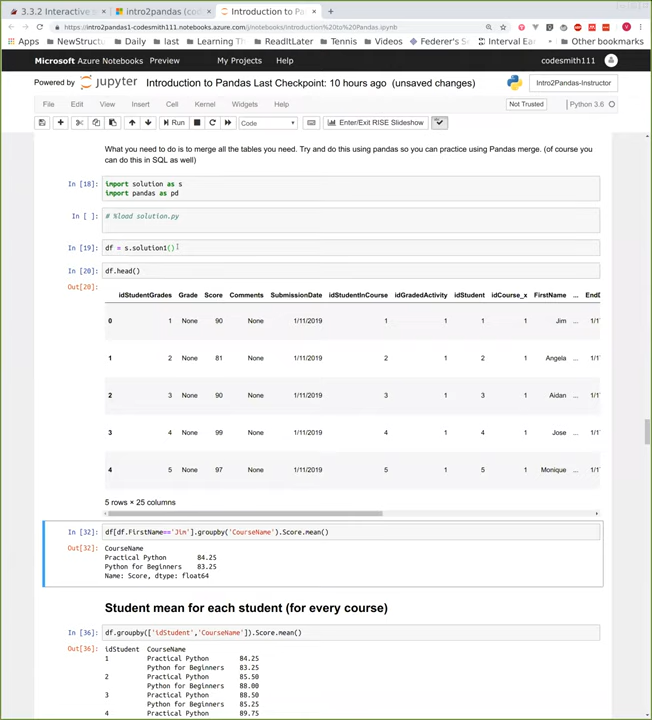 3.3.2 Interactive s
intro2pandas (cod
Introduction to Pa
https://intro2pandas1-codesmith111.notebooks.azure.com/j/notebooks/Introduction%20to%20Pandas.ipynb
Apps
Bookmarks
NewStructu
Daily
last
Learning TH
ReadItLater
Tennis
Videos
Federer's S
Interval Ea
Other bookmarks
Microsoft Azure Notebooks Preview My Projects Help codesmith111
Powered by jupyter Introduction to Pandas Last Checkpoint: 10 hours ago (unsaved changes) Intro2Pandas-Instructor
File Edit View Insert Cell Kernel Widgets Help Not Trusted Python 3.6
Run Code Enter/Exit RISE Slideshow
What you need to do is to merge all the tables you need. Try and do this using pandas so you can practice using Pandas merge. (of course you
can do this in SQL as well)
In [18]: import solution as s
import pandas as pd
In [ ]: # %load solution.py
In [19]: df = s.solution1()
In [20]: df.head()
Out[20]:
idStudentGrades Grade Score Comments SubmissionDate idStudentInCourse idGradedActivity idStudent idCourse_x FirstName ... EndD
0 1 None 90 None 1/11/2019 1 1 1 1 Jim ... 1/1
1 2 None 81 None 1/11/2019 2 1 2 1 Angela ... 1/1
2 3 None 90 None 1/11/2019 3 1 3 1 Aidan ... 1/1
3 4 None 99 None 1/11/2019 4 1 4 1 Jose ... 1/1
4 5 None 97 None 1/11/2019 5 1 5 1 Monique ... 1/1
5 rows × 25 columns
In [32]: df[df.FirstName=='Jim'].groupby('CourseName').Score.mean()
Out[32]: CourseName
Practical Python 84.25
Python for Beginners 83.25
Name: Score, dtype: float64
Student mean for each student (for every course)
In [36]: df.groupby(['idStudent','CourseName']).Score.mean()
Out[36]: idStudent CourseName
1 Practical Python 84.25
Python for Beginners 83.25
2 Practical Python 85.50
Python for Beginners 88.00
3 Practical Python 88.50
Python for Beginners 85.25
4 Practical Python 89.75